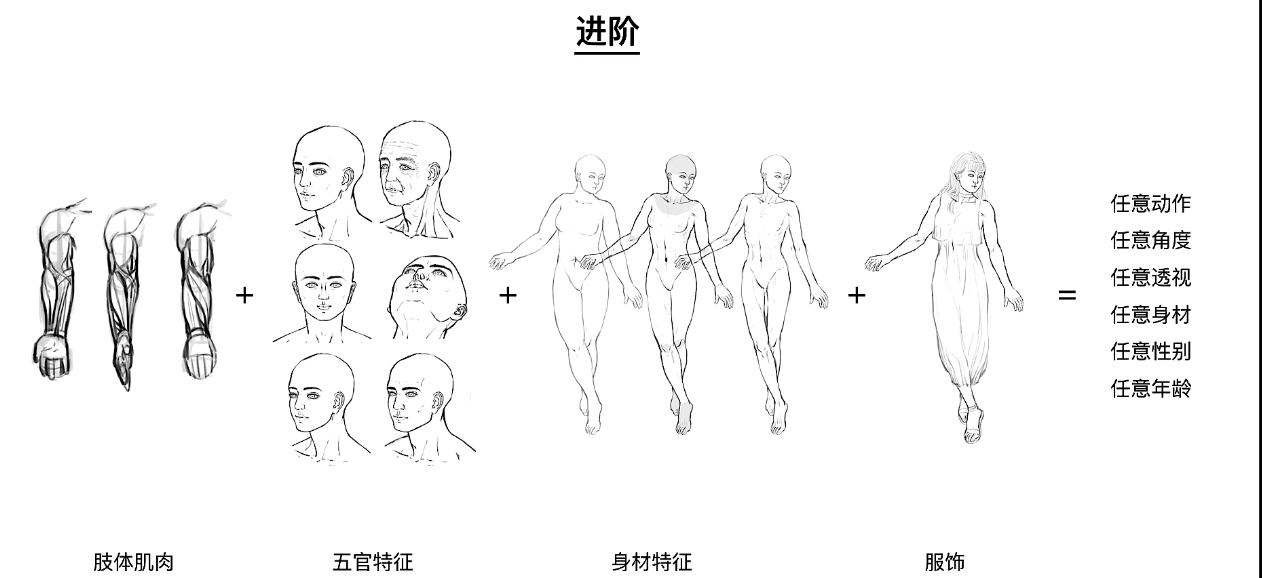 进阶
+
+
+
=
任意动作
任意角度
任意透视
任意身材
任意性别
任意年龄
肢体肌肉
五官特征
身材特征
服饰